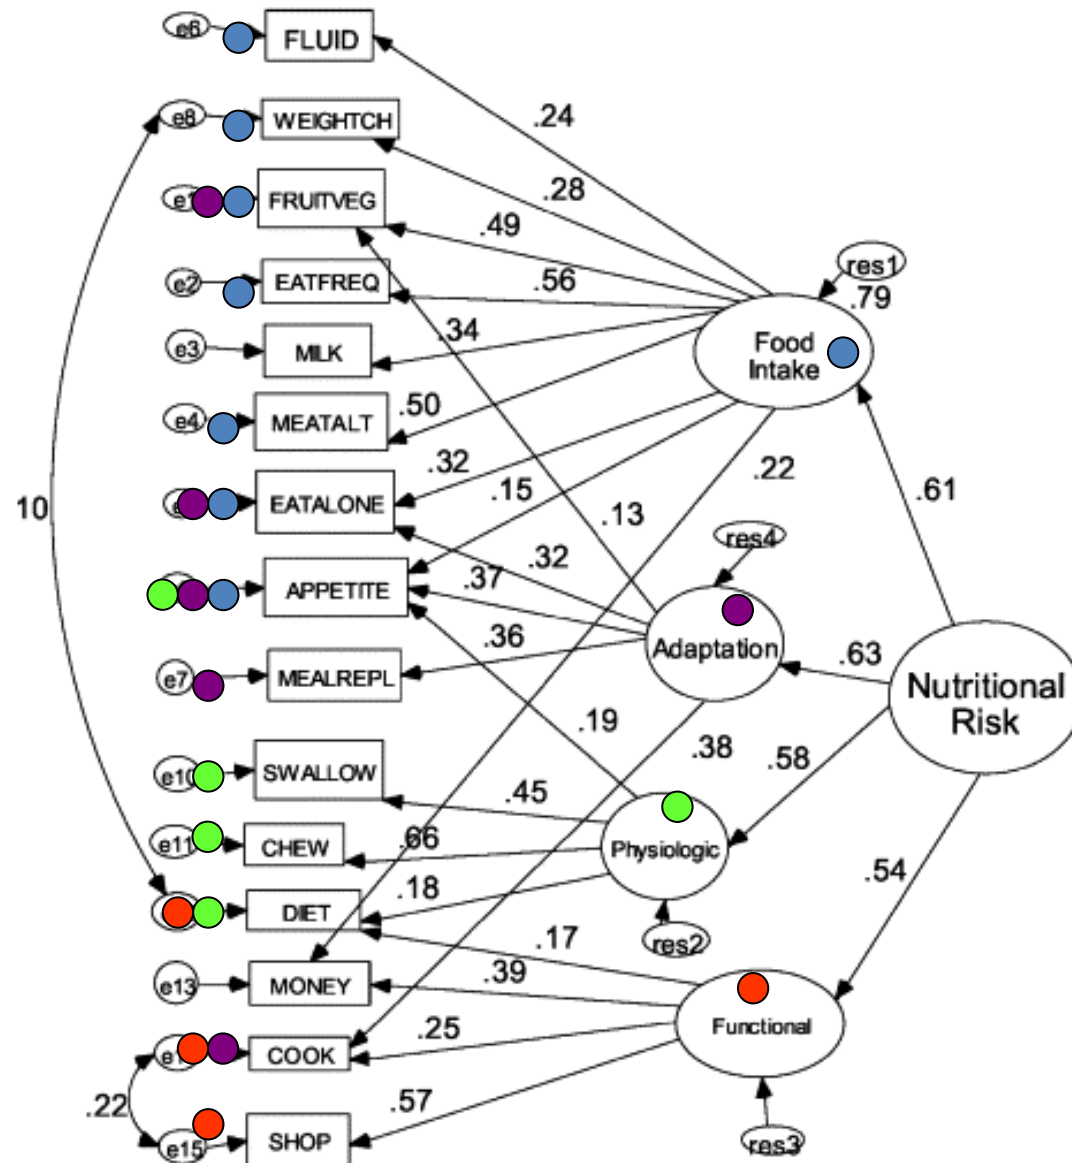 e6
FLUID
.24
e8
WEIGHTCH
.28
FRUITVEG
.49
res1
.79
e2
EATFREQ
.56
e3
MILK
.34
Food
Intake
e4
MEATALT
.50
.32
.22
10
EATALONE
.15
.61
.13
res4
.32
APPETITE
.37
Adaptation
.63
e7
MEALREPL
.36
Nutritional
Risk
.19
.38
.58
e10
SWALLOW
.45
e11
CHEW
.66
Physiologic
.18
.54
DIET
.17
res2
e13
MONEY
.39
Functional
COOK
.25
.22
.57
e15
SHOP
res3